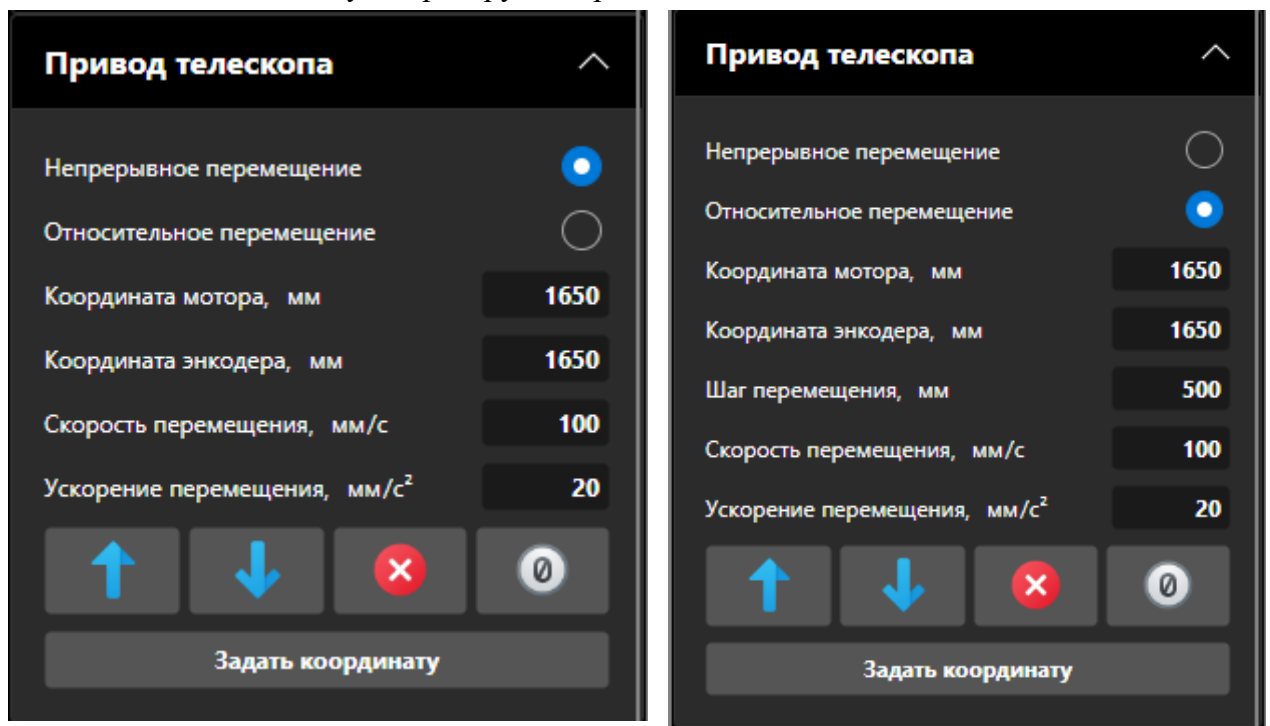 Привод телескопа
Непрерывное перемещение
Относительное перемещение
Координата мотора, мм 1650
Координата энкодера, мм 1650
Скорость перемещения, мм/с 100
Ускорение перемещения, мм/с² 20
0
Задать координату
Привод телескопа
Непрерывное перемещение
Относительное перемещение
Координата мотора, мм 1650
Координата энкодера, мм 1650
Шаг перемещения, мм 500
Скорость перемещения, мм/с 100
Ускорение перемещения, мм/с² 20
0
Задать координату